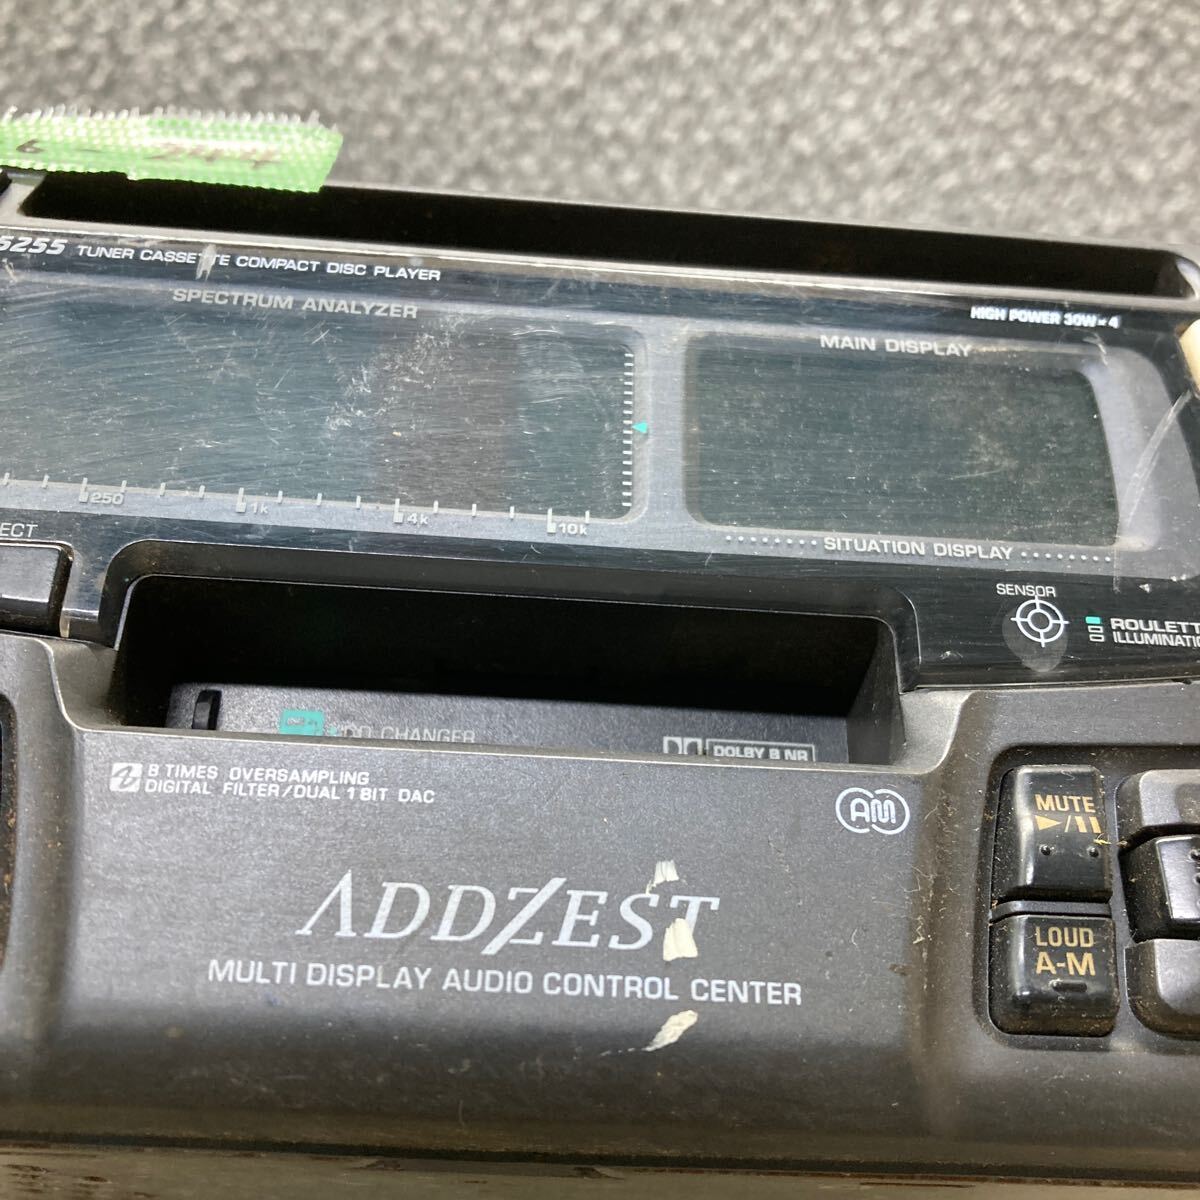 5255 TUNER CASSETTE COMPACT DISC PLAYER
SPECTRUM ANALYZER
HIGH POWER 30W×4
MAIN DISPLAY
250 1k 4k 10k
SITUATION DISPLAY
ECT
SENSOR
ROULETT
ILLUMINATIO
CD CHANGER
DOLBY B NR
8 TIMES OVERSAMPLING
DIGITAL FILTER/DUAL 1 BIT DAC
AM
MUTE
ADDZEST
LOUD
A-M
MULTI DISPLAY AUDIO CONTROL CENTER